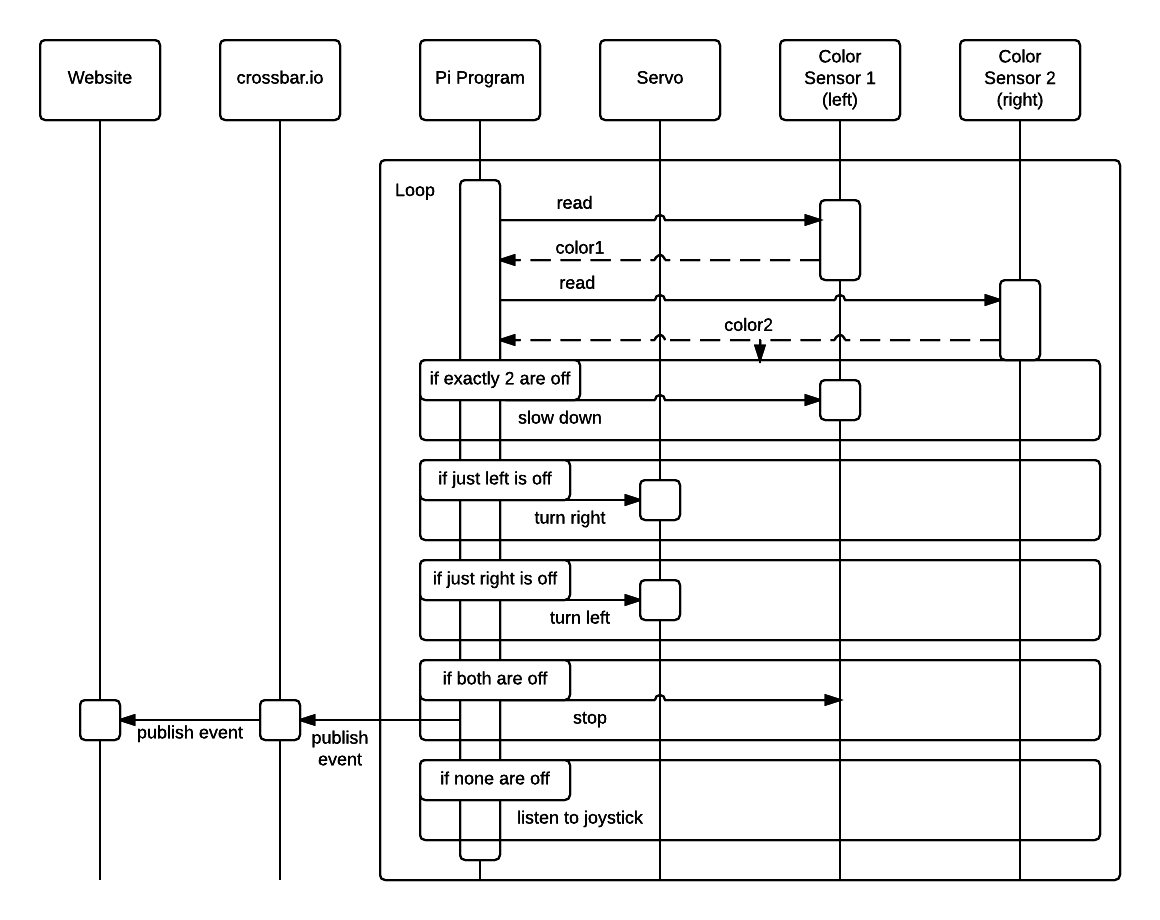 Website
crossbar.io
Pi Program
Servo
Color
Sensor 1
(left)
Color
Sensor 2
(right)
Loop
read
color1
read
color2
if exactly 2 are off
slow down
if just left is off
turn right
if just right is off
turn left
if both are off
stop
publish event
publish
event
if none are off
listen to joystick